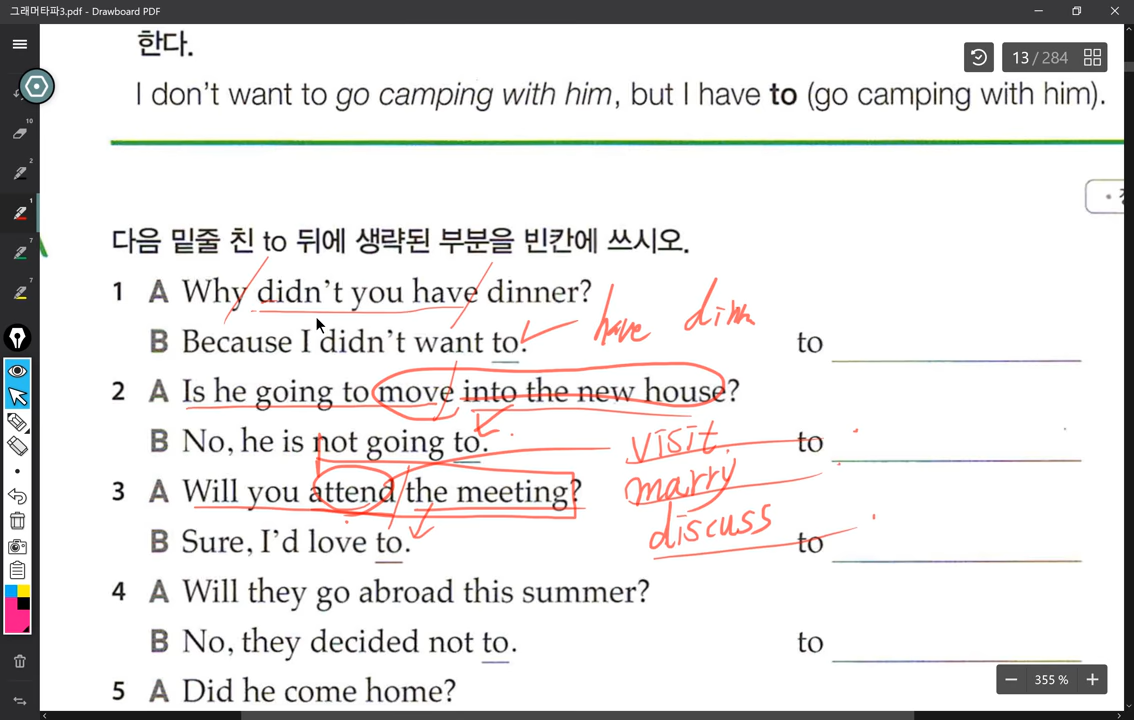 그래머타파3.pdf - Drawboard PDF
한다.
13 / 284
I don't want to go camping with him, but I have to (go camping with him).
다음 밑줄 친 to 뒤에 생략된 부분을 빈칸에 쓰시오.
1 A Why didn't you have dinner?
B Because I didn't want to. have dinn to
2 A Is he going to move into the new house?
B No, he is not going to. visit to
3 A Will you attend the meeting? marry
B Sure, I'd love to. discuss to
4 A Will they go abroad this summer?
B No, they decided not to. to
5 A Did he come home?
355 %
10
2
1
7
7